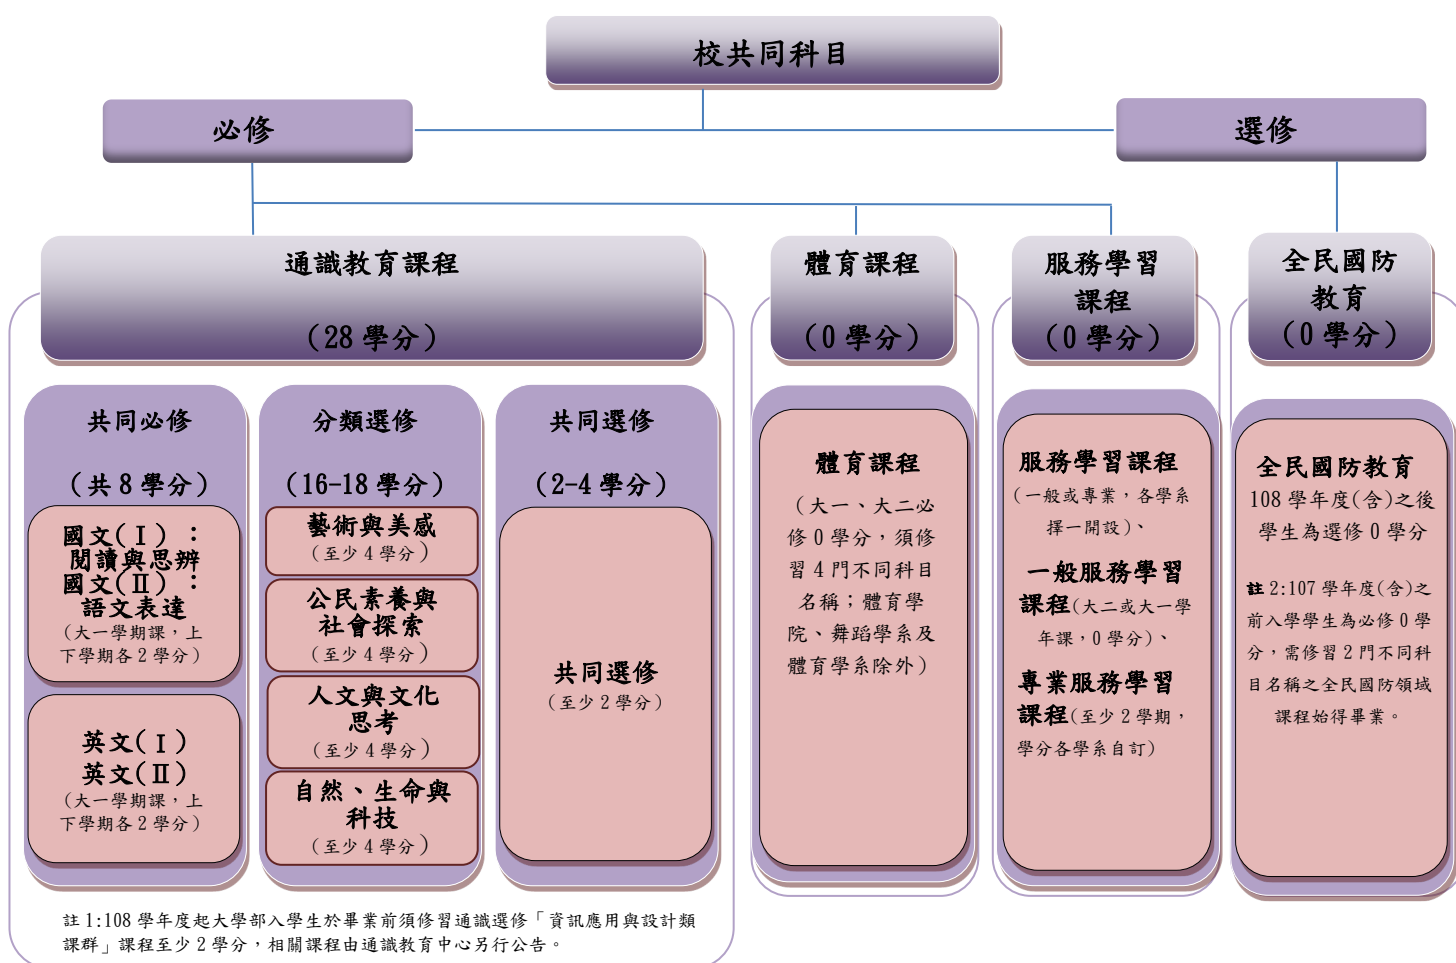 校共同科目
必修
選修
通識教育課程
（28 學分）
體育課程
（0 學分）
服務學習
課程
（0 學分）
全民國防
教育
（0 學分）
共同必修
（共 8 學分）
國文(Ⅰ)：
閱讀與思辨
國文(Ⅱ)：
語文表達
（大一學期課，上
下學期各 2 學分）
英文(Ⅰ)
英文(Ⅱ)
（大一學期課，上
下學期各 2 學分）
分類選修
（16-18 學分）
藝術與美感
（至少 4 學分）
公民素養與
社會探索
（至少 4 學分）
人文與文化
思考
（至少 4 學分）
自然、生命與
科技
（至少 4 學分）
共同選修
（2-4 學分）
共同選修
（至少 2 學分）
體育課程
（大一、大二必
修 0 學分，須修
習 4 門不同科目
名稱；體育學
院、舞蹈學系及
體育學系除外）
服務學習課程
（一般或專業，各學系
擇一開設）、
一般服務學習
課程(大二或大一學
年課，0 學分）、
專業服務學習
課程(至少 2 學期，
學分各學系自訂）
全民國防教育
108 學年度(含)之後
學生為選修 0 學分
註 2:107 學年度(含)之
前入學學生為必修 0 學
分，需修習 2 門不同科
目名稱之全民國防領域
課程始得畢業。
註 1:108 學年度起大學部入學生於畢業前須修習通識選修「資訊應用與設計類
課群」課程至少 2 學分，相關課程由通識教育中心另行公告。